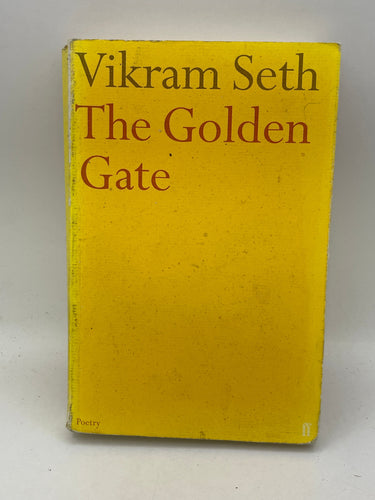 Vikram Seth
The Golden
Gate
Poetry
ff